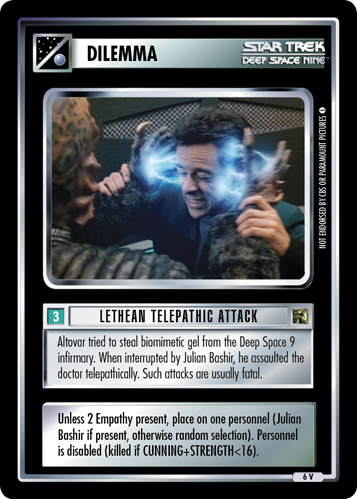 DILEMMA
STAR TREK
DEEP SPACE NINE™
NOT ENDORSED BY CBS OR PARAMOUNT PICTURES
3
LETHEAN TELEPATHIC ATTACK
Altovar tried to steal biomimetic gel from the Deep Space 9
infirmary. When interrupted by Julian Bashir, he assaulted the
doctor telepathically. Such attacks are usually fatal.
Unless 2 Empathy present, place on one personnel (Julian
Bashir if present, otherwise random selection). Personnel
is disabled (killed if CUNNING+STRENGTH<16).
6 V